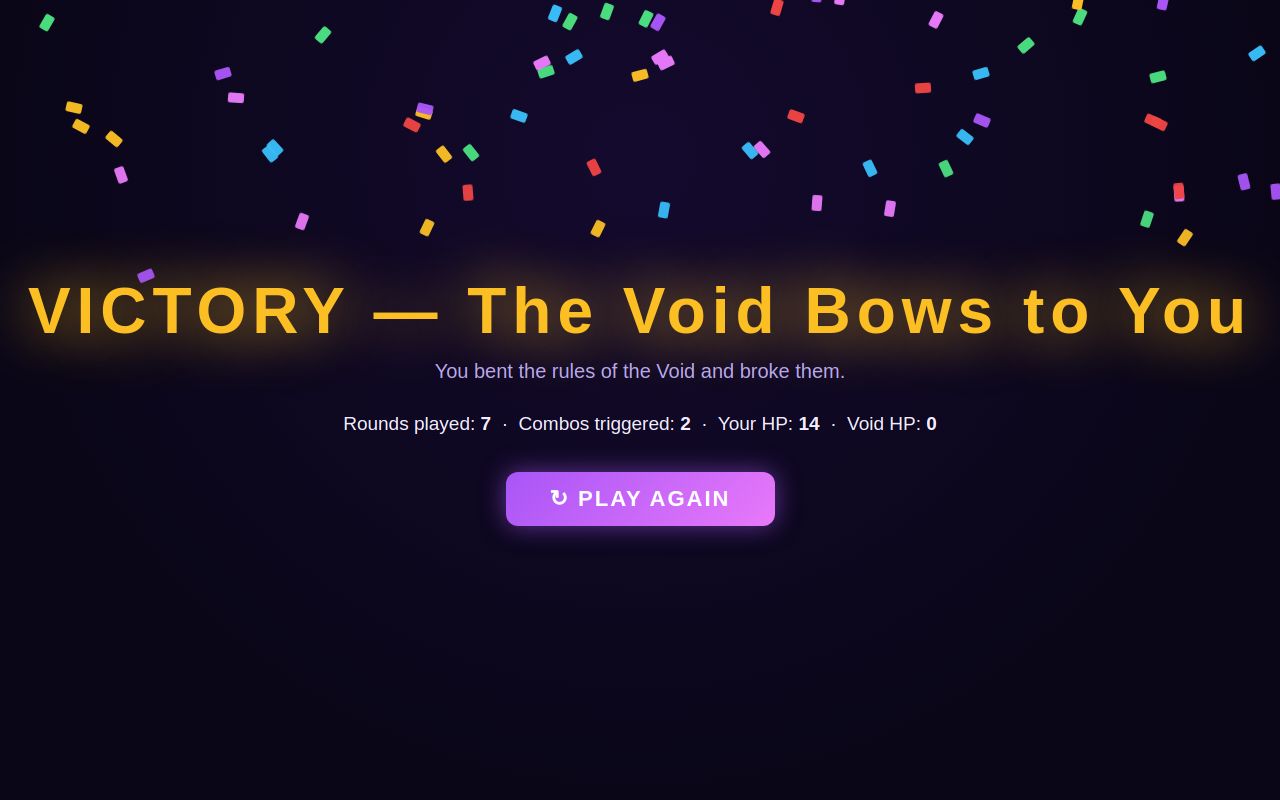 VICTORY — The Void Bows to You
You bent the rules of the Void and broke them.
Rounds played: 7 · Combos triggered: 2 · Your HP: 14 · Void HP: 0
↻ PLAY AGAIN